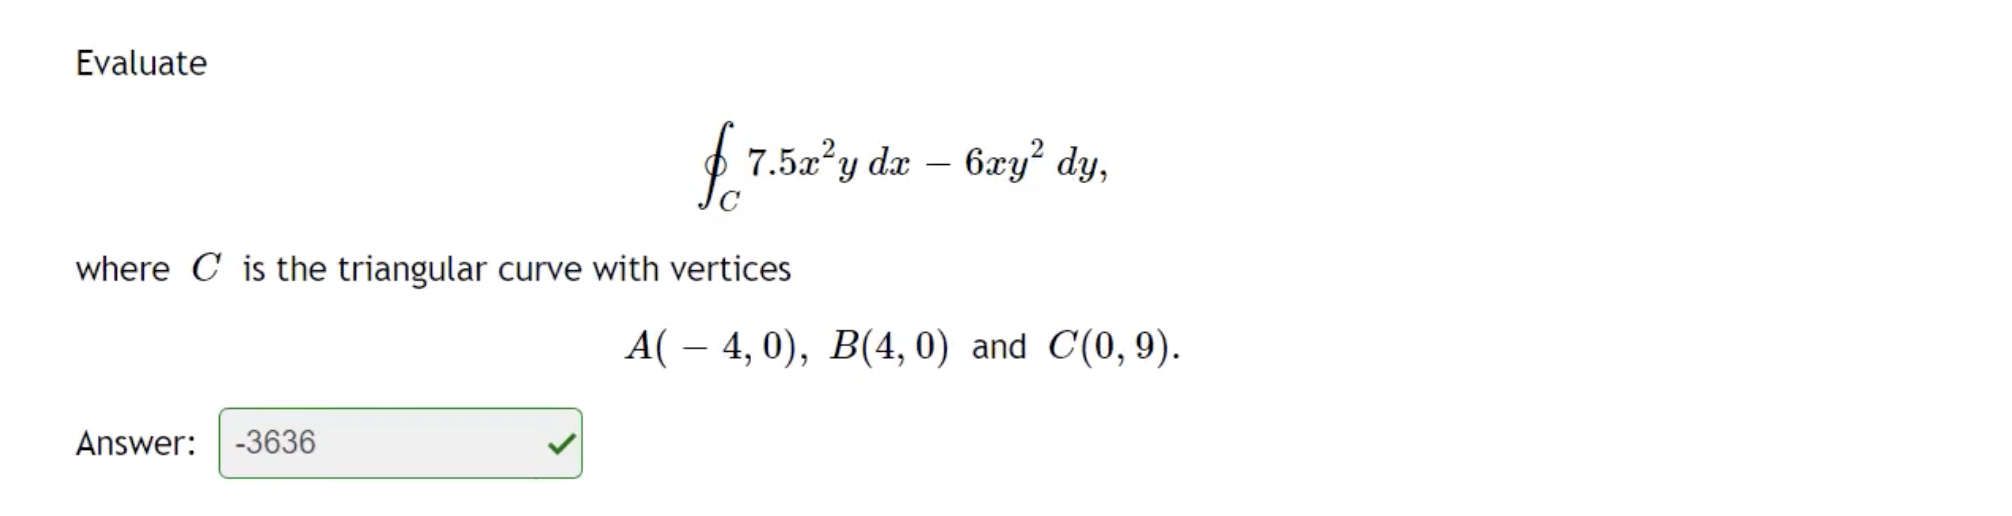 Evaluate
∮_C 7.5x²y dx − 6xy² dy,
where C is the triangular curve with vertices
A( − 4, 0), B(4, 0) and C(0, 9).
Answer: -3636 ✓